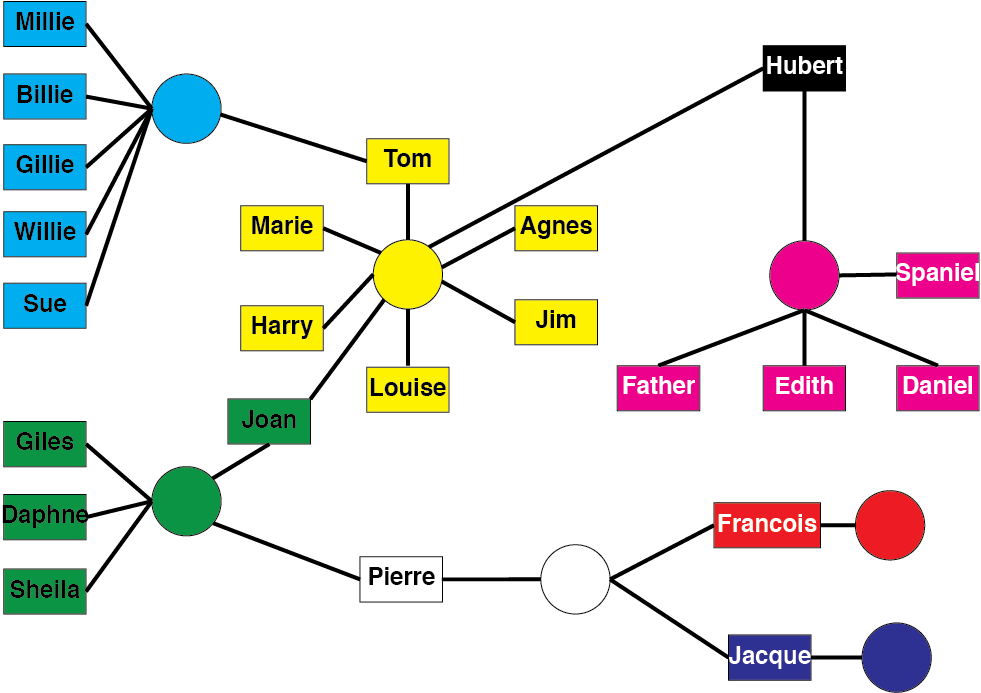 Millie
Hubert
Billie
Tom
Gillie
Marie
Agnes
Willie
Spaniel
Sue
Harry
Jim
Louise
Father
Edith
Daniel
Joan
Giles
Daphne
Francois
Pierre
Sheila
Jacque